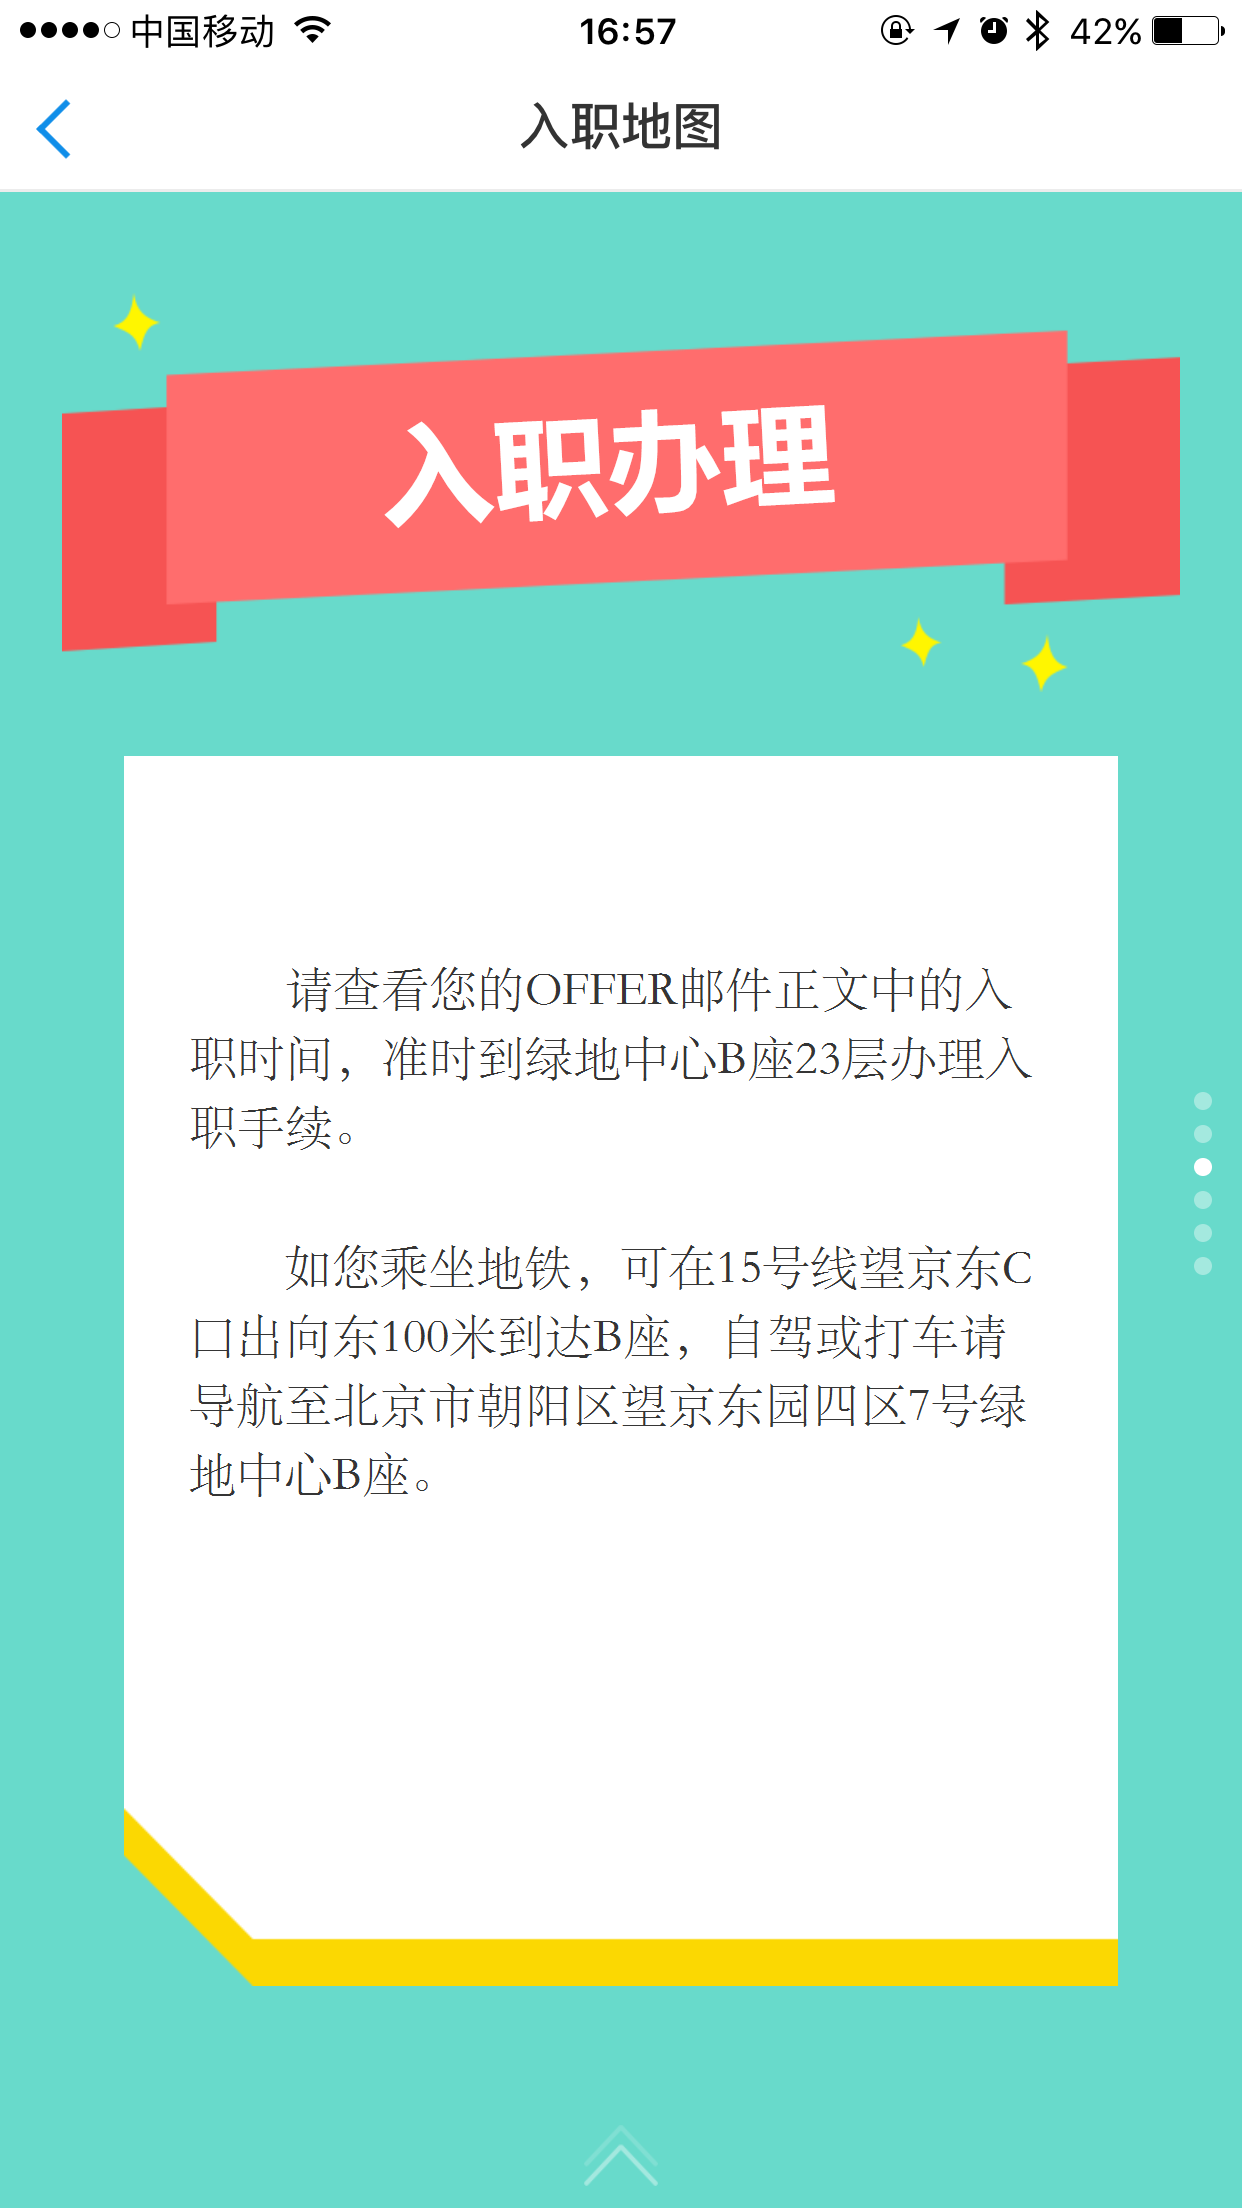 中国移动 16:57 42%
入职地图
入职办理
请查看您的OFFER邮件正文中的入
职时间，准时到绿地中心B座23层办理入
职手续。
如您乘坐地铁，可在15号线望京东C
口出向东100米到达B座，自驾或打车请
导航至北京市朝阳区望京东园四区7号绿
地中心B座。